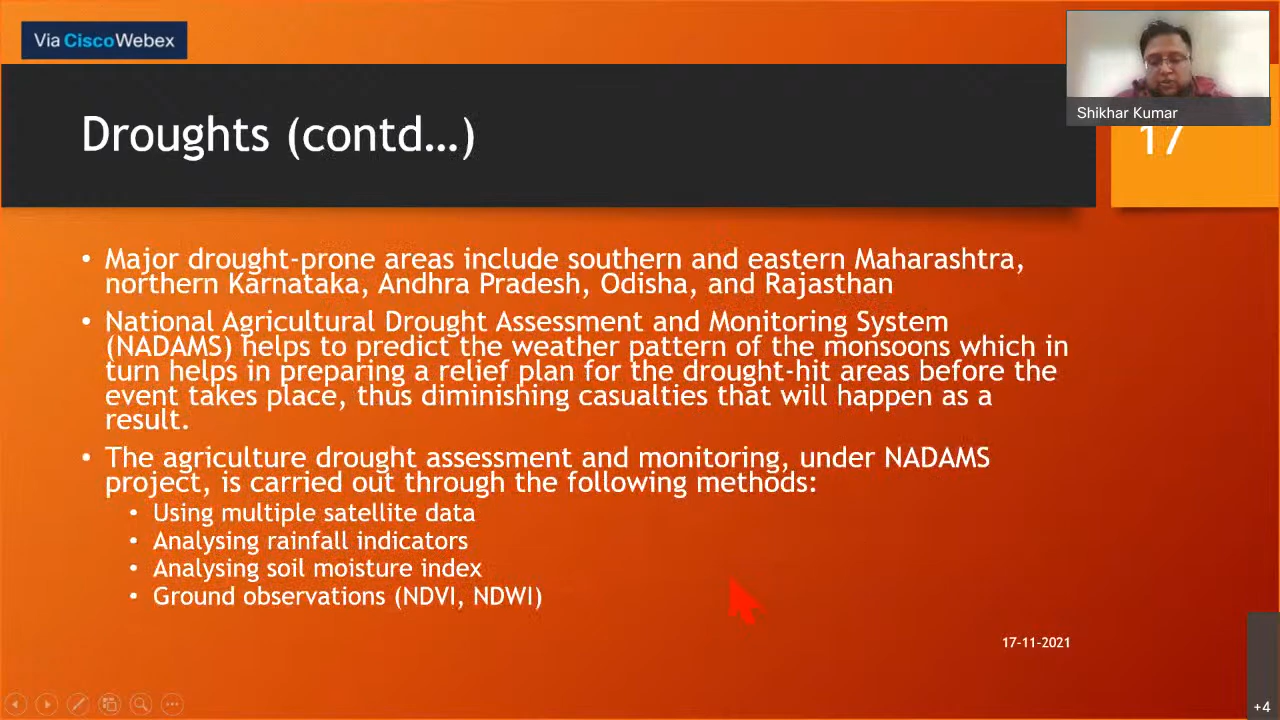 Via CiscoWebex
Shikhar Kumar
Droughts (contd…)
17
• Major drought-prone areas include southern and eastern Maharashtra,
northern Karnataka, Andhra Pradesh, Odisha, and Rajasthan
• National Agricultural Drought Assessment and Monitoring System
(NADAMS) helps to predict the weather pattern of the monsoons which in
turn helps in preparing a relief plan for the drought-hit areas before the
event takes place, thus diminishing casualties that will happen as a
result.
• The agriculture drought assessment and monitoring, under NADAMS
project, is carried out through the following methods:
• Using multiple satellite data
• Analysing rainfall indicators
• Analysing soil moisture index
• Ground observations (NDVI, NDWI)
17-11-2021
+4